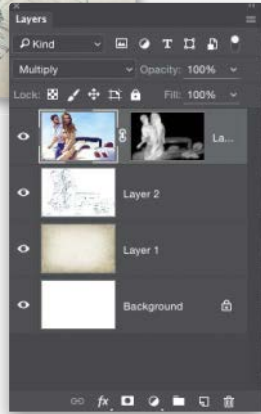 Layers
Kind
Multiply Opacity: 100%
Lock: Fill: 100%
La...
Layer 2
Layer 1
Background
fx